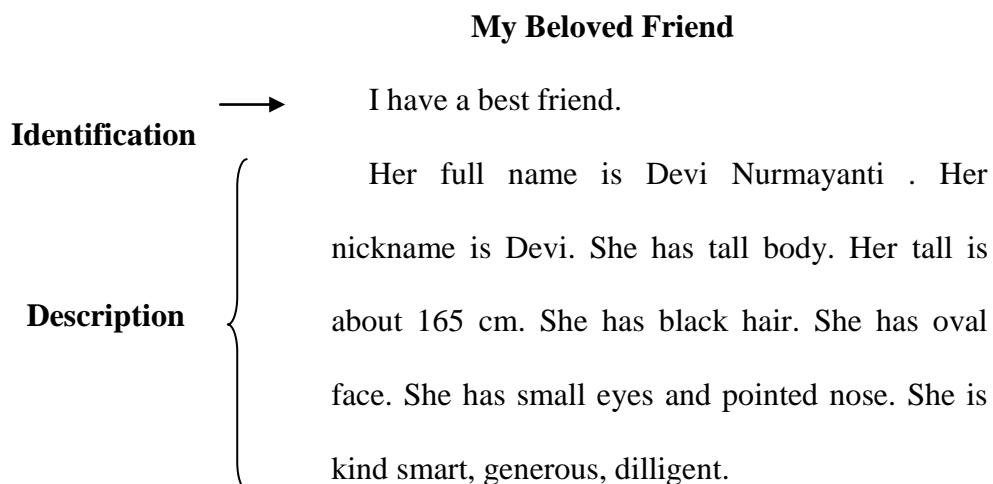 My Beloved Friend
I have a best friend.
Identification
Her full name is Devi Nurmayanti . Her
nickname is Devi. She has tall body. Her tall is
Description
about 165 cm. She has black hair. She has oval
face. She has small eyes and pointed nose. She is
kind smart, generous, dilligent.